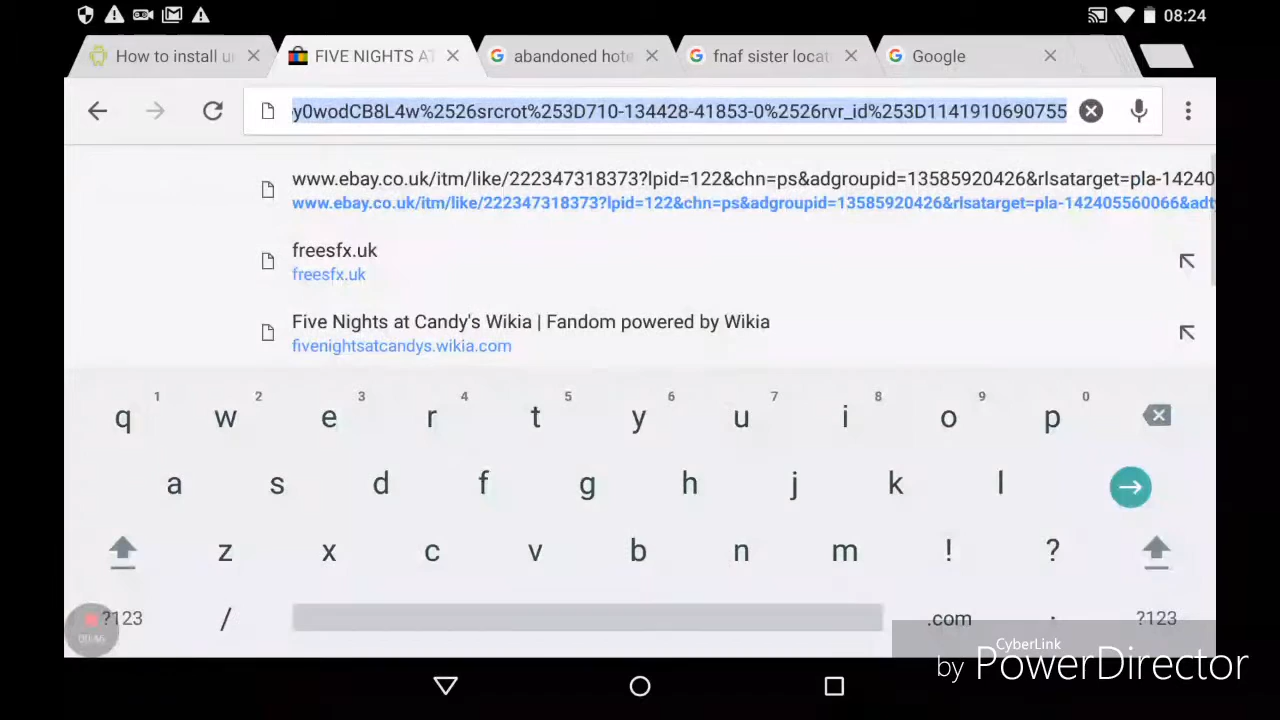 08:24
How to install u
FIVE NIGHTS AT
abandoned hote
fnaf sister locat
Google
y0wodCB8L4w%2526srcrot%253D710-134428-41853-0%2526rvr_id%253D1141910690755
www.ebay.co.uk/itm/like/222347318373?lpid=122&chn=ps&adgroupid=13585920426&rlsatarget=pla-14240
www.ebay.co.uk/itm/like/222347318373?lpid=122&chn=ps&adgroupid=13585920426&rlsatarget=pla-142405560066&adt
freesfx.uk
freesfx.uk
Five Nights at Candy's Wikia | Fandom powered by Wikia
fivenightsatcandys.wikia.com
1 2 3 4 5 6 7 8 9 0
q w e r t y u i o p
a s d f g h j k l
z x c v b n m ! ?
?123 / .com . ?123
CyberLink
by PowerDirector